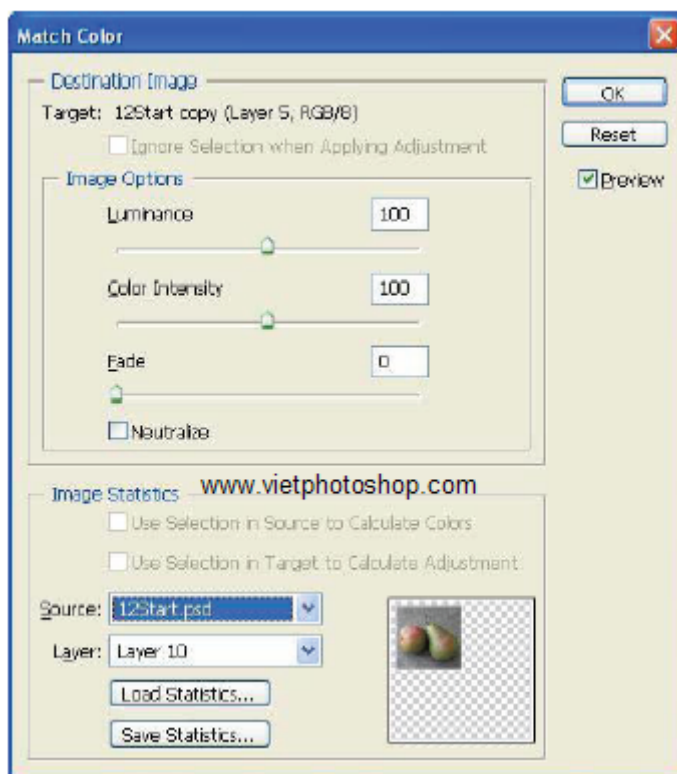 Match Color
Destination Image
OK
Target: 12Start copy (Layer 5, RGB/8)
Reset
Ignore Selection when Applying Adjustment
Preview
Image Options
Luminance 100
Color Intensity 100
Fade 0
Neutralize
www.vietphotoshop.com
Image Statistics
Use Selection in Source to Calculate Colors
Use Selection in Target to Calculate Adjustment
Source: 12Start.psd
Layer: Layer 10
Load Statistics...
Save Statistics...